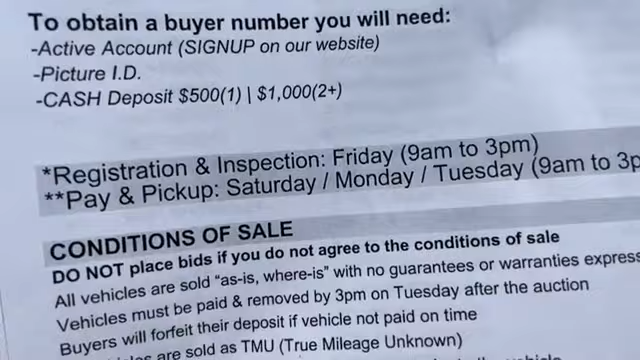 To obtain a buyer number you will need:
-Active Account (SIGNUP on our website)
-Picture I.D.
-CASH Deposit $500(1) | $1,000(2+)
*Registration & Inspection: Friday (9am to 3pm)
**Pay & Pickup: Saturday / Monday / Tuesday (9am to 3p
CONDITIONS OF SALE
DO NOT place bids if you do not agree to the conditions of sale
All vehicles are sold “as-is, where-is” with no guarantees or warranties express
Vehicles must be paid & removed by 3pm on Tuesday after the auction
Buyers will forfeit their deposit if vehicle not paid on time
are sold as TMU (True Mileage Unknown)